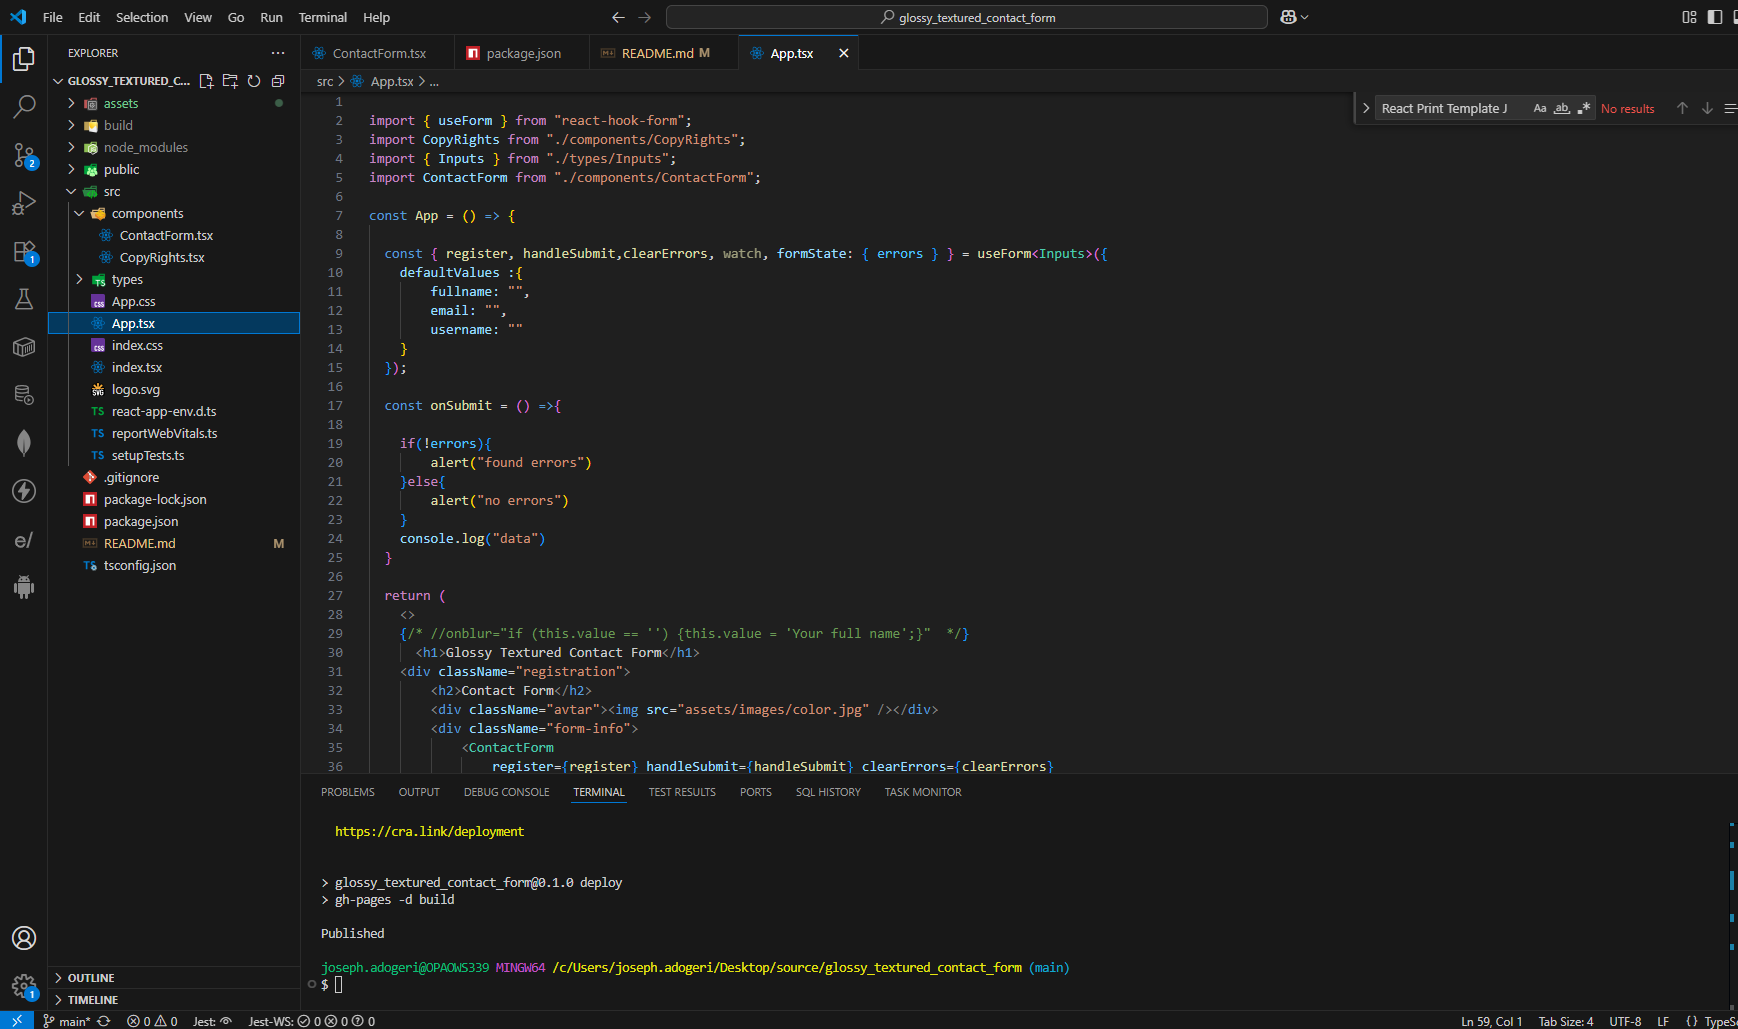 File Edit Selection View Go Run Terminal Help
glossy_textured_contact_form
EXPLORER
GLOSSY_TEXTURED_C...
assets
build
node_modules
public
src
components
ContactForm.tsx
CopyRights.tsx
types
App.css
App.tsx
index.css
index.tsx
logo.svg
react-app-env.d.ts
reportWebVitals.ts
setupTests.ts
.gitignore
package-lock.json
package.json
README.md M
tsconfig.json
OUTLINE
TIMELINE
ContactForm.tsx package.json README.md M App.tsx
src > App.tsx > ...
React Print Template J Aa ab .* No results
1
2 import { useForm } from "react-hook-form";
3 import CopyRights from "./components/CopyRights";
4 import { Inputs } from "./types/Inputs";
5 import ContactForm from "./components/ContactForm";
6
7 const App = () => {
8
9 const { register, handleSubmit,clearErrors, watch, formState: { errors } } = useForm<Inputs>({
10 defaultValues :{
11 fullname: "",
12 email: "",
13 username: ""
14 }
15 });
16
17 const onSubmit = () =>{
18
19 if(!errors){
20 alert("found errors")
21 }else{
22 alert("no errors")
23 }
24 console.log("data")
25 }
26
27 return (
28 <>
29 {/* //onblur="if (this.value == '') {this.value = 'Your full name';}"  */}
30 <h1>Glossy Textured Contact Form</h1>
31 <div className="registration">
32 <h2>Contact Form</h2>
33 <div className="avtar"><img src="assets/images/color.jpg" /></div>
34 <div className="form-info">
35 <ContactForm
36 register={register} handleSubmit={handleSubmit} clearErrors={clearErrors}
PROBLEMS OUTPUT DEBUG CONSOLE TERMINAL TEST RESULTS PORTS SQL HISTORY TASK MONITOR
https://cra.link/deployment
> glossy_textured_contact_form@0.1.0 deploy
> gh-pages -d build
Published
joseph.adogeri@OPAOWS339 MINGW64 /c/Users/joseph.adogeri/Desktop/source/glossy_textured_contact_form (main)
$
2
1
1
main* 0 0 Jest: Jest-WS: 0 0 0 Ln 59, Col 1 Tab Size: 4 UTF-8 LF {} TypeSc